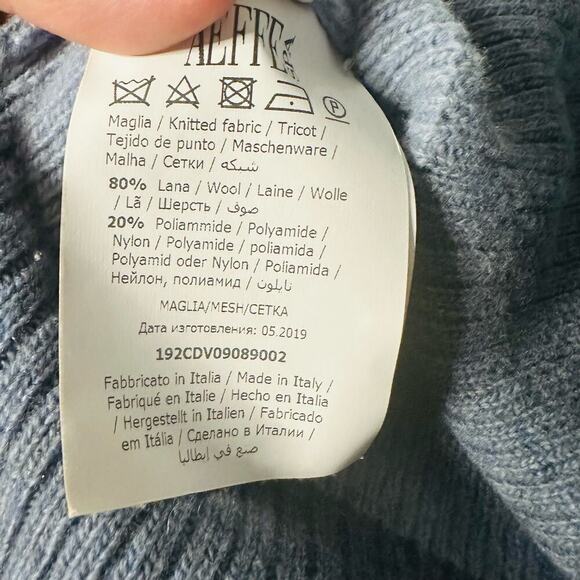 AEFFE SPA
P
Maglia / Knitted fabric / Tricot /
Tejido de punto / Maschenware /
Malha / Сетки / شبكه
80% Lana / Wool / Laine / Wolle
/ Lã / Шерсть / صوف
20% Poliammide / Polyamide /
Nylon / Polyamide / poliamida /
Polyamid oder Nylon / Poliamida /
Нейлон, полиамид / نايلون
MAGLIA/MESH/СЕТКА
Дата изготовления: 05.2019
192CDV09089002
Fabbricato in Italia / Made in Italy /
Fabriqué en Italie / Hecho en Italia
/ Hergestellt in Italien / Fabricado
em Itália / Сделано в Италии /
صنع في إيطاليا